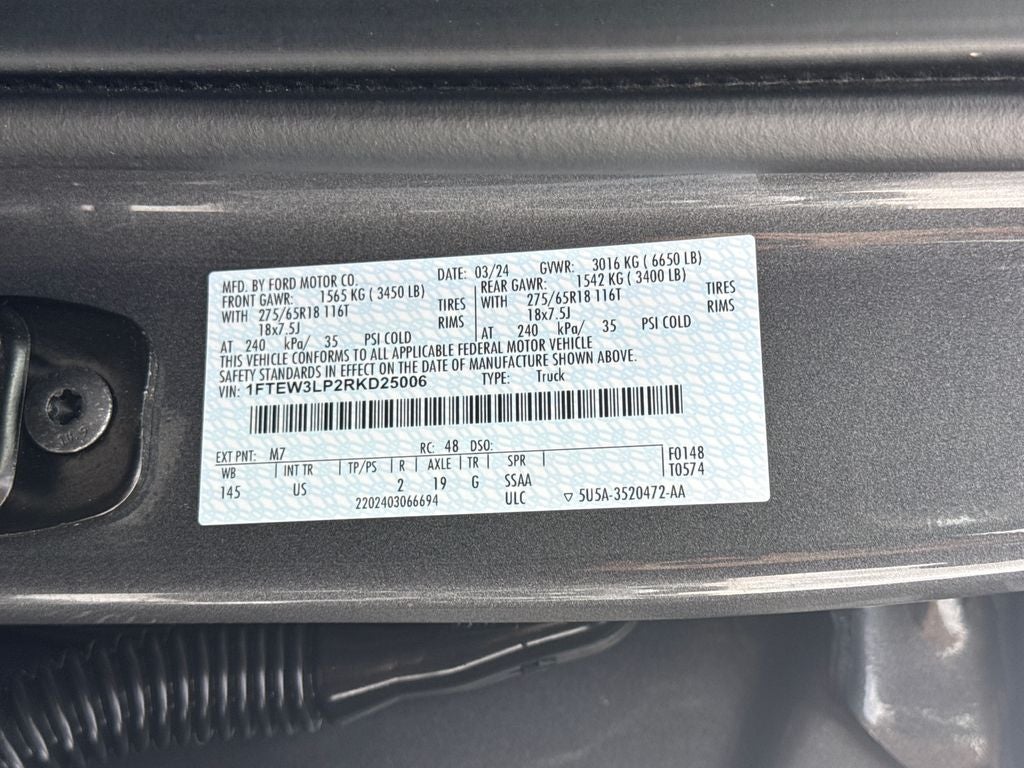 MFD. BY FORD MOTOR CO. DATE: 03/24 GVWR: 3016 KG ( 6650 LB)
FRONT GAWR: 1565 KG ( 3450 LB) REAR GAWR: 1542 KG ( 3400 LB)
WITH 275/65R18 116T TIRES WITH 275/65R18 116T TIRES
18x7.5J RIMS 18x7.5J RIMS
AT 240 kPa/ 35 PSI COLD AT 240 kPa/ 35 PSI COLD
THIS VEHICLE CONFORMS TO ALL APPLICABLE FEDERAL MOTOR VEHICLE
SAFETY STANDARDS IN EFFECT ON THE DATE OF MANUFACTURE SHOWN ABOVE.
VIN: 1FTEW3LP2RKD25006 TYPE: Truck
EXT PNT: M7 RC: 48 DSO: F0148
WB INT TR TP/PS R AXLE TR SPR T0574
145 US 2 19 G SSAA
2202403066694 ULC 5U5A-3520472-AA
10.9